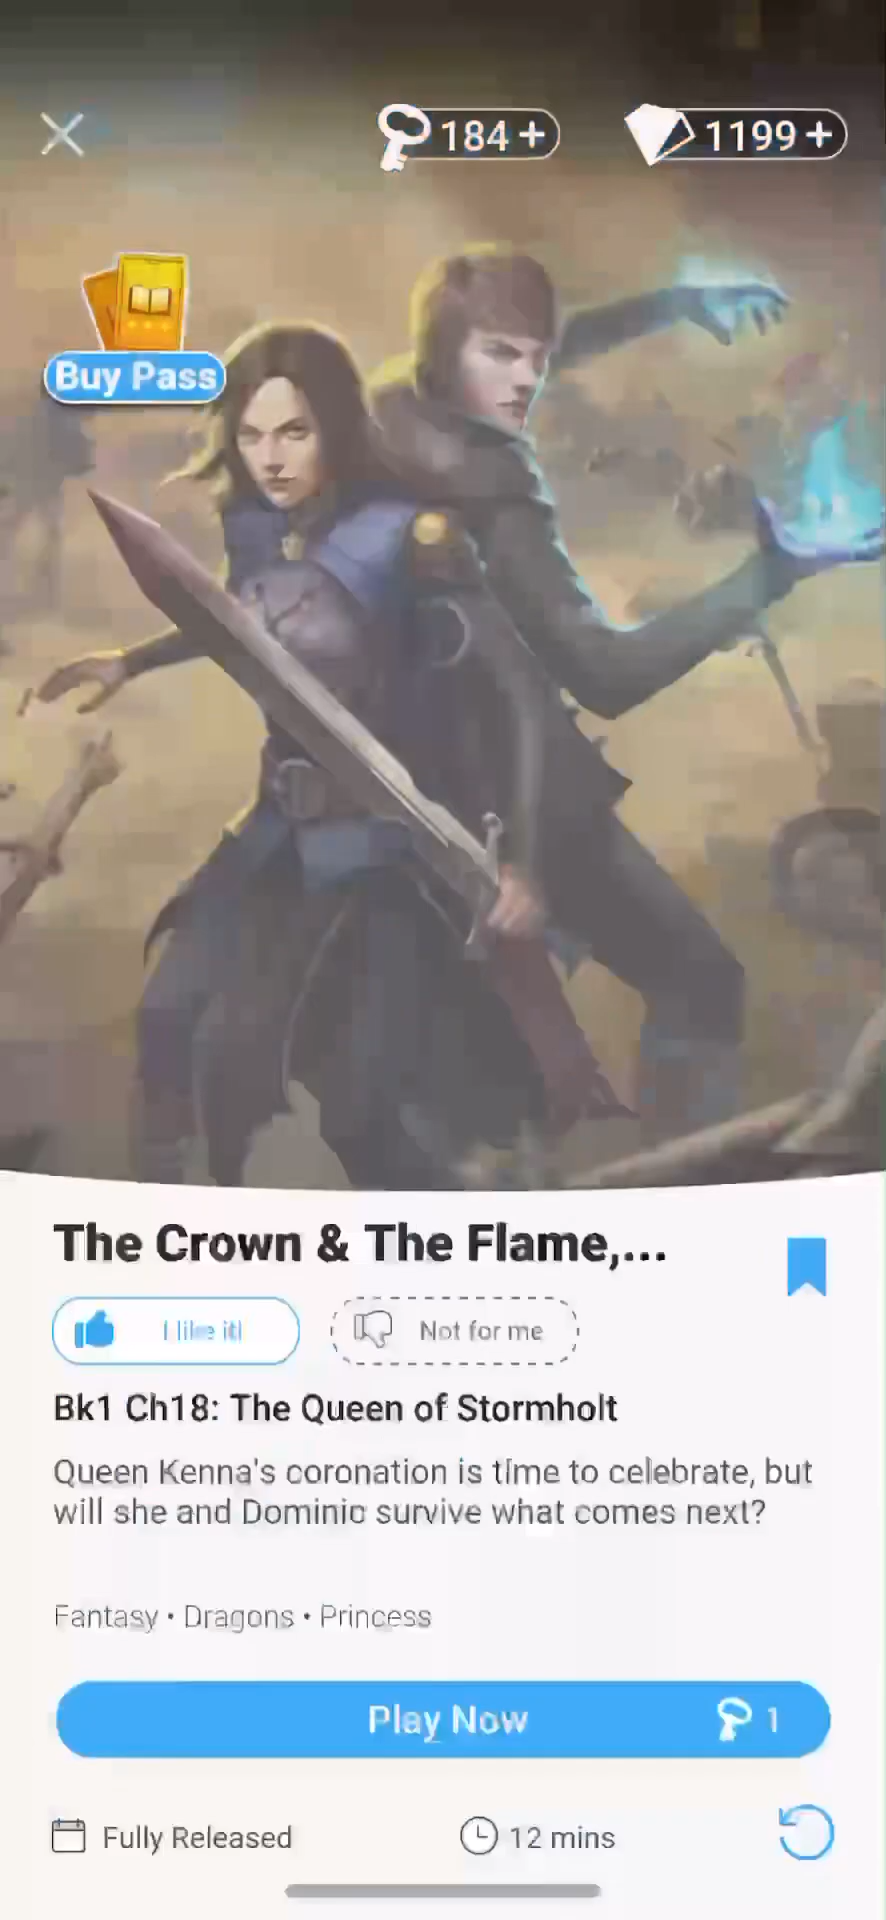 184 +
1199 +
Buy Pass
The Crown & The Flame,...
I like it!
Not for me
Bk1 Ch18: The Queen of Stormholt
Queen Kenna's coronation is time to celebrate, but
will she and Dominic survive what comes next?
Fantasy • Dragons • Princess
Play Now
1
Fully Released
12 mins